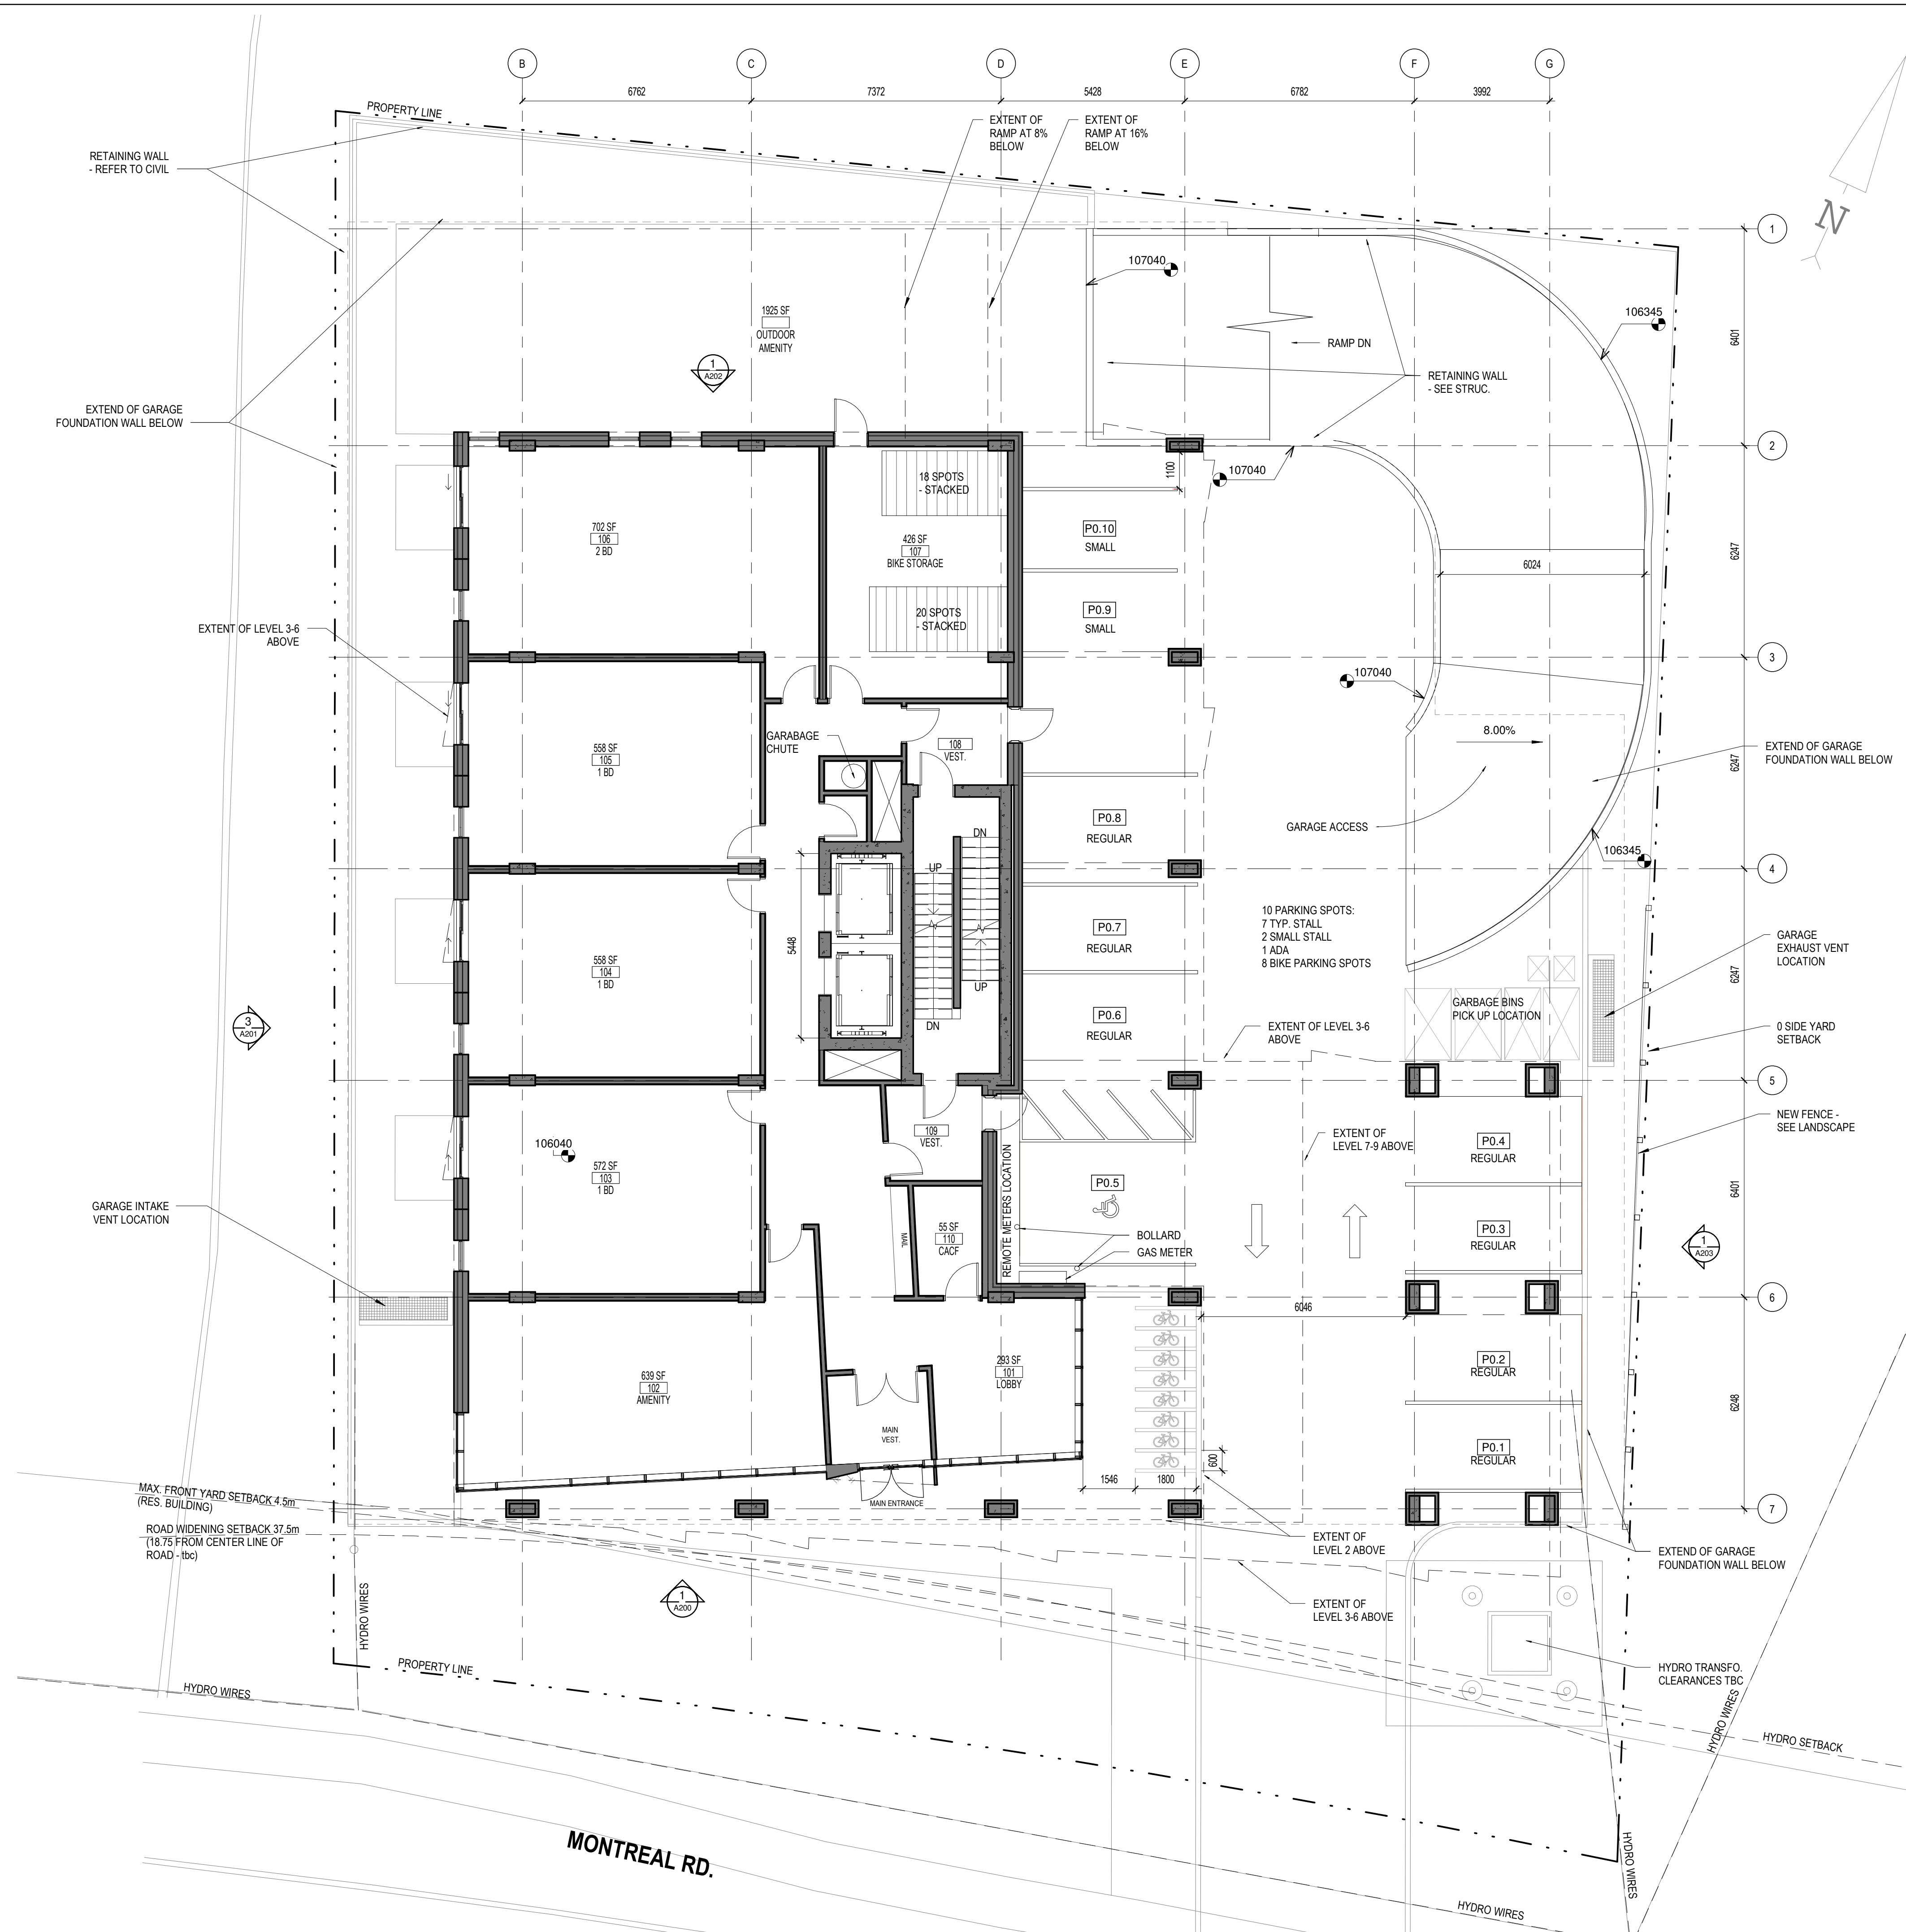 B
C
D
E
F
G
6762
7372
5428
6782
3992
PROPERTY LINE
EXTENT OF
RAMP AT 8%
BELOW
EXTENT OF
RAMP AT 16%
BELOW
RETAINING WALL
- REFER TO CIVIL
N
1
107040
106345
1925 SF
OUTDOOR
AMENITY
6401
RAMP DN
1
A202
RETAINING WALL
- SEE STRUC.
EXTEND OF GARAGE
FOUNDATION WALL BELOW
2
18 SPOTS
- STACKED
1100
107040
702 SF
106
2 BD
426 SF
107
BIKE STORAGE
P0.10
SMALL
6247
6024
20 SPOTS
- STACKED
P0.9
SMALL
EXTENT OF LEVEL 3-6
ABOVE
3
107040
GARABAGE
CHUTE
108
VEST.
8.00%
558 SF
105
1 BD
EXTEND OF GARAGE
FOUNDATION WALL BELOW
6247
P0.8
REGULAR
GARAGE ACCESS
DN
UP
106345
4
10 PARKING SPOTS:
7 TYP. STALL
2 SMALL STALL
1 ADA
8 BIKE PARKING SPOTS
P0.7
REGULAR
5448
GARAGE
EXHAUST VENT
LOCATION
558 SF
104
1 BD
6247
UP
GARBAGE BINS
PICK UP LOCATION
3
A201
P0.6
REGULAR
DN
EXTENT OF LEVEL 3-6
ABOVE
0 SIDE YARD
SETBACK
5
NEW FENCE -
SEE LANDSCAPE
109
VEST.
EXTENT OF
LEVEL 7-9 ABOVE
P0.4
REGULAR
106040
572 SF
103
1 BD
REMOTE METERS LOCATION
P0.5
6401
GARAGE INTAKE
VENT LOCATION
MAIL
55 SF
110
CACF
BOLLARD
GAS METER
P0.3
REGULAR
1
A203
6
6046
639 SF
102
AMENITY
293 SF
101
LOBBY
P0.2
REGULAR
6248
MAIN
VEST.
P0.1
REGULAR
600
1546
1800
MAX. FRONT YARD SETBACK 4.5m
(RES. BUILDING)
MAIN ENTRANCE
7
ROAD WIDENING SETBACK 37.5m
(18.75 FROM CENTER LINE OF
ROAD - tbc)
EXTENT OF
LEVEL 2 ABOVE
EXTEND OF GARAGE
FOUNDATION WALL BELOW
HYDRO WIRES
1
A200
EXTENT OF
LEVEL 3-6 ABOVE
PROPERTY LINE
HYDRO TRANSFO.
CLEARANCES TBC
HYDRO WIRES
HYDRO WIRES
HYDRO SETBACK
MONTREAL RD.
HYDRO WIRES
HYDRO WIRES